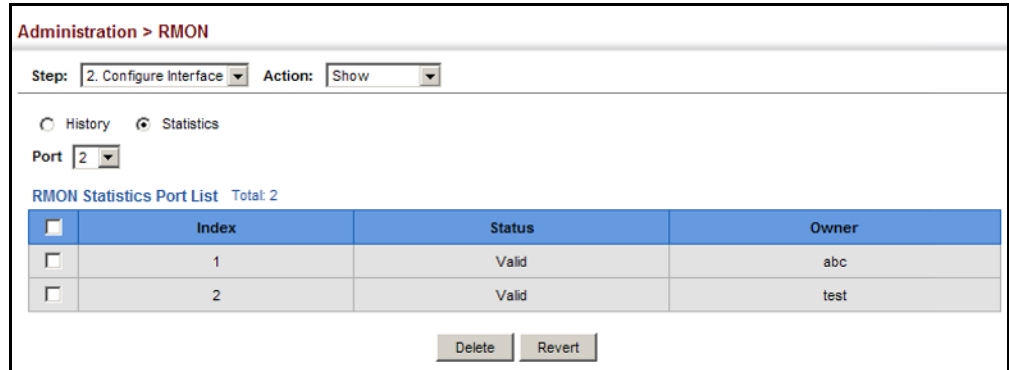 Administration > RMON
Step: 2. Configure Interface Action: Show
History Statistics
Port 2
RMON Statistics Port List Total: 2
Index Status Owner
1 Valid abc
2 Valid test
Delete Revert